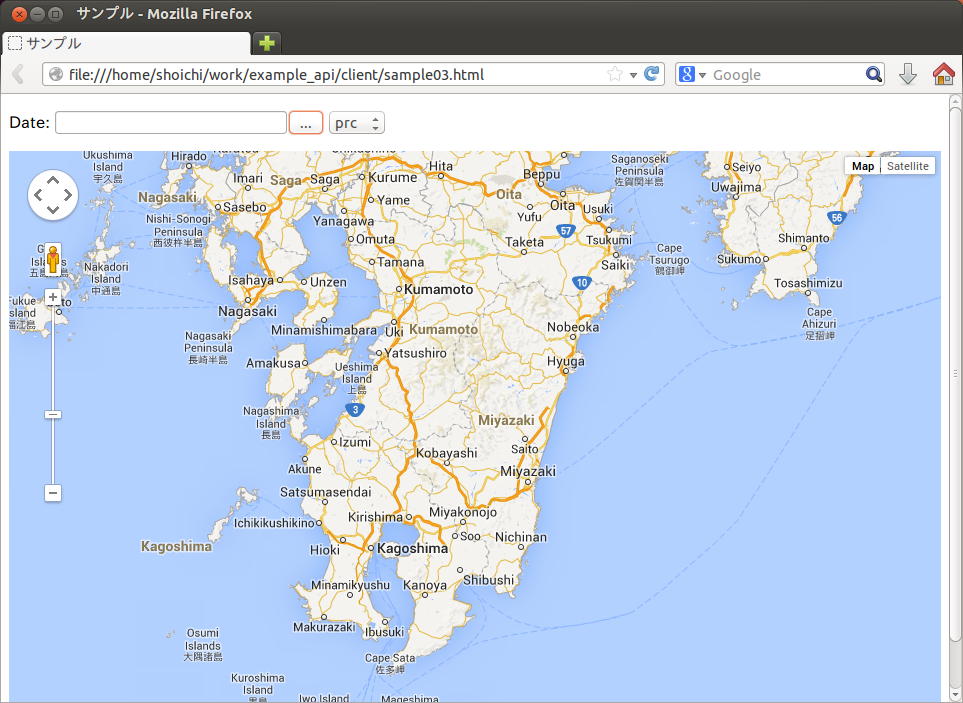 サンプル - Mozilla Firefox
サンプル
file:///home/shoichi/work/example_api/client/sample03.html
Google
Date:
...
prc
Map
Satellite
Ukushima
Island
宇久島
Hirado
Hita
Beppu
Saganoseki
Peninsula
佐賀関半島
Seiyo
Imari
Saga
Saga
Kurume
Oita
Oita
Uwajima
Nagasaki
Sasebo
Yame
Yufu
Usuki
56
Nishi-Sonogi
Peninsula
西彼杵半島
Yanagawa
57
Omuta
Taketa
Tsukumi
Shimanto
Cape
Tsurugo
鶴御岬
Nakadori
Island
中通島
Tamana
Saiki
Sukumo
Isahaya
Unzen
Kumamoto
10
Tosashimizu
Nagasaki
Cape
Ahizuri
足摺岬
Minamishimabara
Uki
Kumamoto
Nobeoka
Nagasaki
Peninsula
長崎半島
Yatsushiro
Amakusa
Ueshima
Island
上島
Hyuga
Nagashima
Island
長島
3
Miyazaki
Izumi
Saito
Kobayashi
Akune
Miyazaki
Satsumasendai
Ichikikushikino
Kirishima
Miyakonojo
Kagoshima
Hioki
Kagoshima
Soo
Nichinan
Minamikyushu
Kanoya
Shibushi
Makurazaki
Ibusuki
Osumi
Islands
大隅諸島
Cape Sata
佐多岬
Kuroshima
Island
Iwo Island
Mageshima